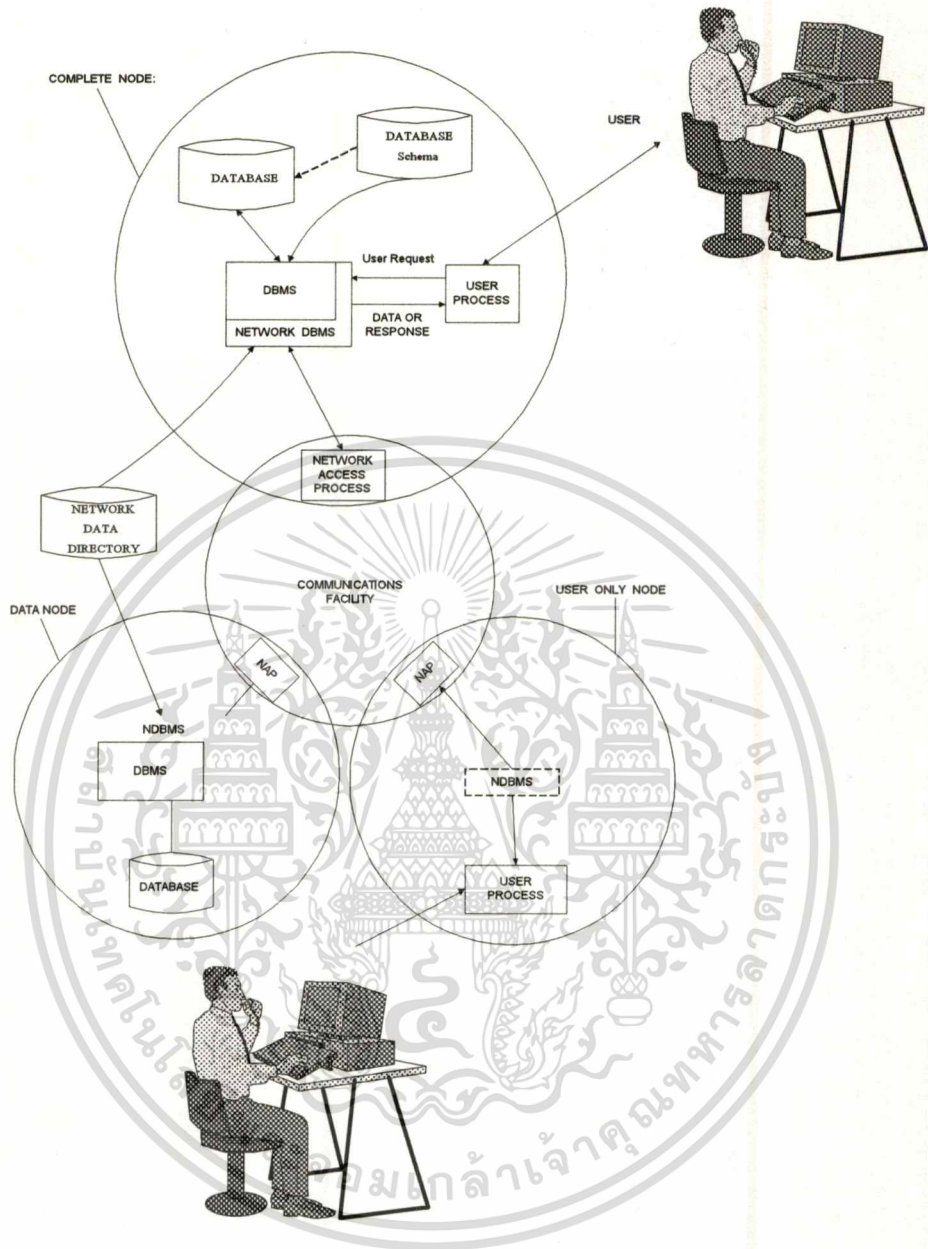 COMPLETE NODE:
USER
DATABASE
Schema
DATABASE
User Request
DBMS
USER
PROCESS
DATA OR
RESPONSE
NETWORK DBMS
NETWORK
ACCESS
PROCESS
NETWORK
DATA
DIRECTORY
COMMUNICATIONS
FACILITY
DATA NODE
USER ONLY NODE
NAP
NAP
NDBMS
DBMS
NDBMS
DATABASE
USER
PROCESS